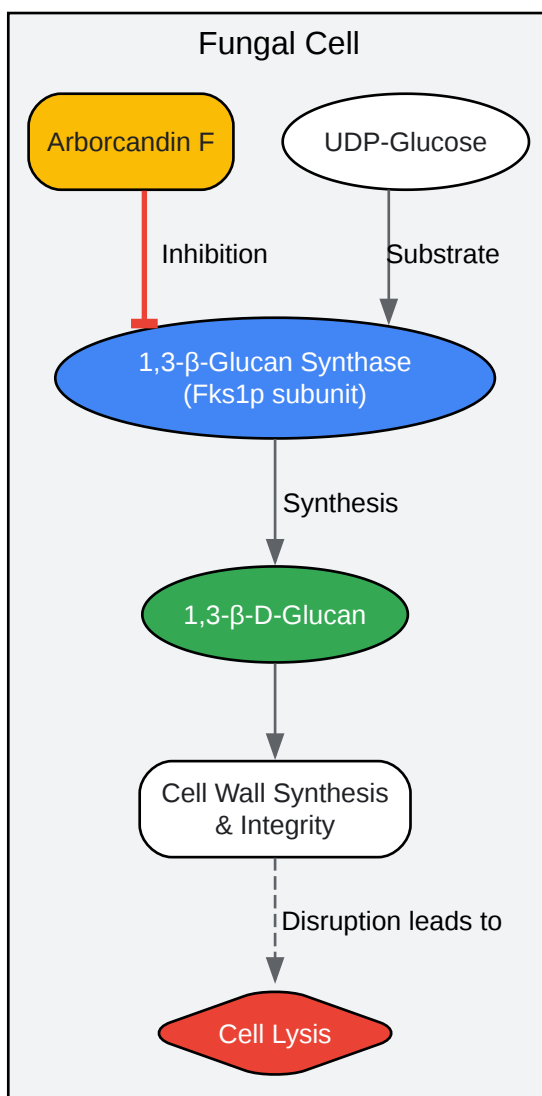 Fungal Cell
Arborcandin F
UDP-Glucose
Inhibition
Substrate
1,3-β-Glucan Synthase
(Fks1p subunit)
Synthesis
1,3-β-D-Glucan
Cell Wall Synthesis
& Integrity
Disruption leads to
Cell Lysis